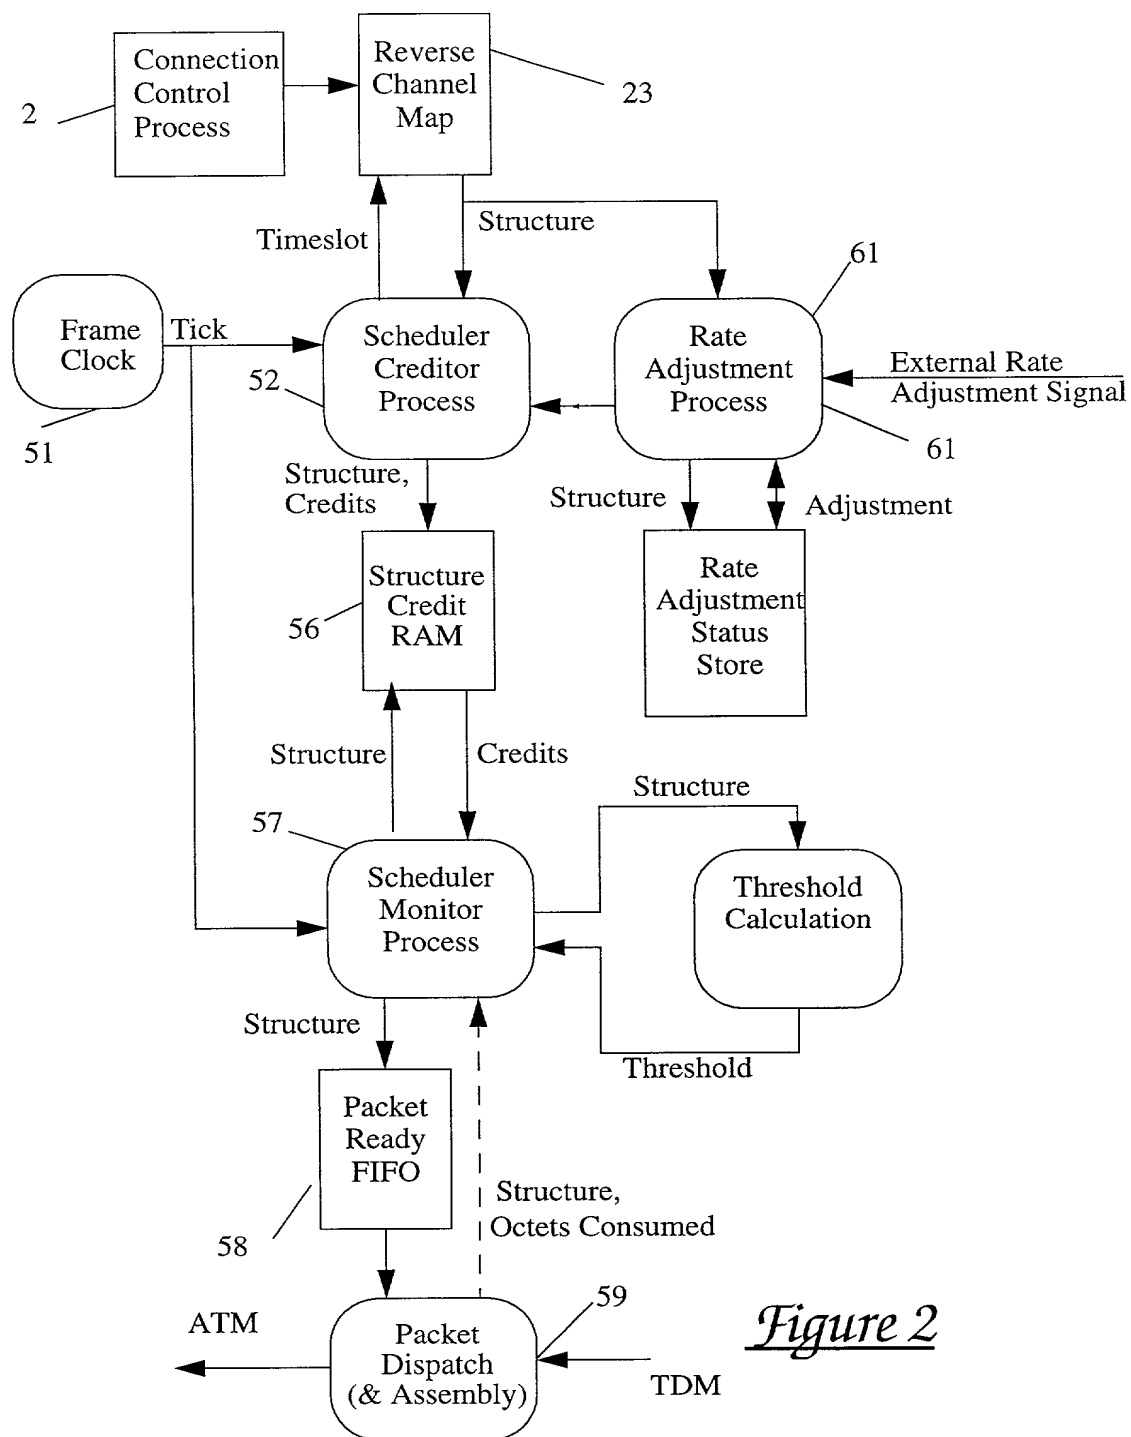 Connection
Control
Process
2
Reverse
Channel
Map
23
Timeslot
Structure
61
Frame
Clock
51
Tick
Scheduler
Creditor
Process
52
Rate
Adjustment
Process
External Rate
Adjustment Signal
61
Structure,
Credits
Structure
Adjustment
Structure
Credit
RAM
56
Rate
Adjustment
Status
Store
Structure
Credits
Structure
57
Scheduler
Monitor
Process
Threshold
Calculation
Structure
Threshold
Packet
Ready
FIFO
58
Structure,
Octets Consumed
59
ATM
Packet
Dispatch
(& Assembly)
TDM
Figure 2